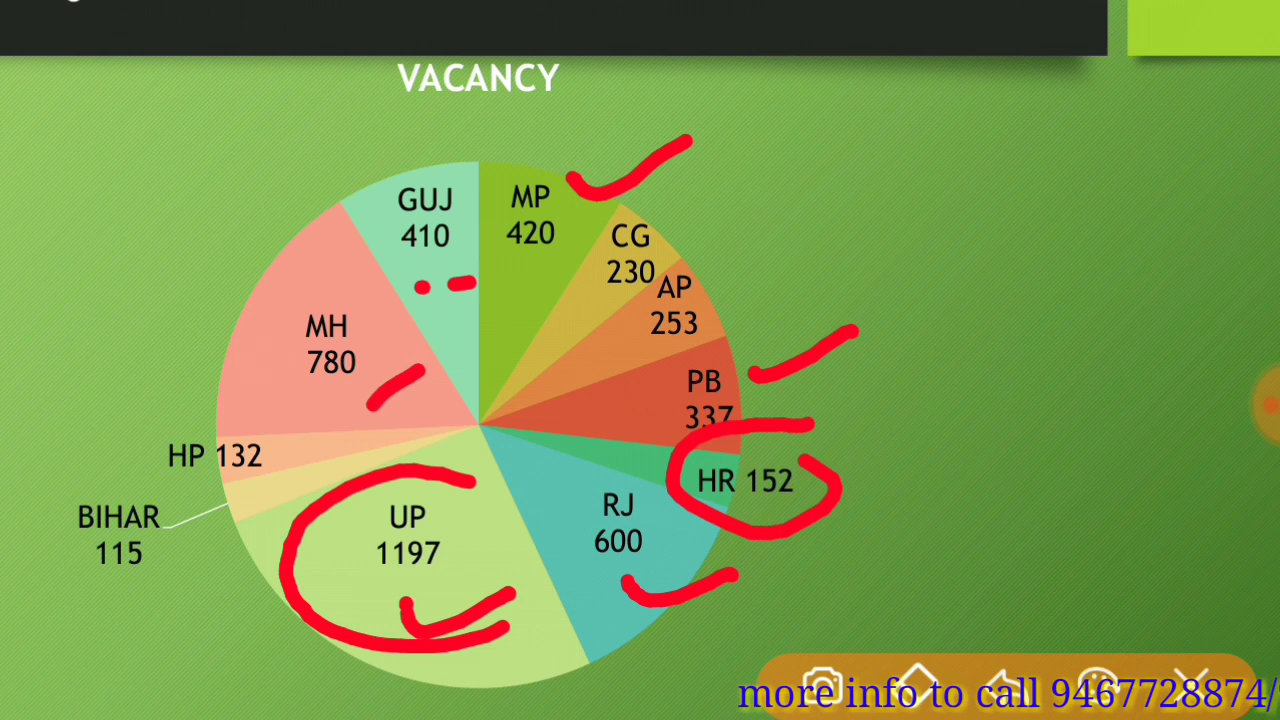 VACANCY
GUJ
410
MP
420
CG
230
AP
253
MH
780
PB
337
HP 132
HR 152
BIHAR
115
UP
1197
RJ
600
more info to call 9467728874/